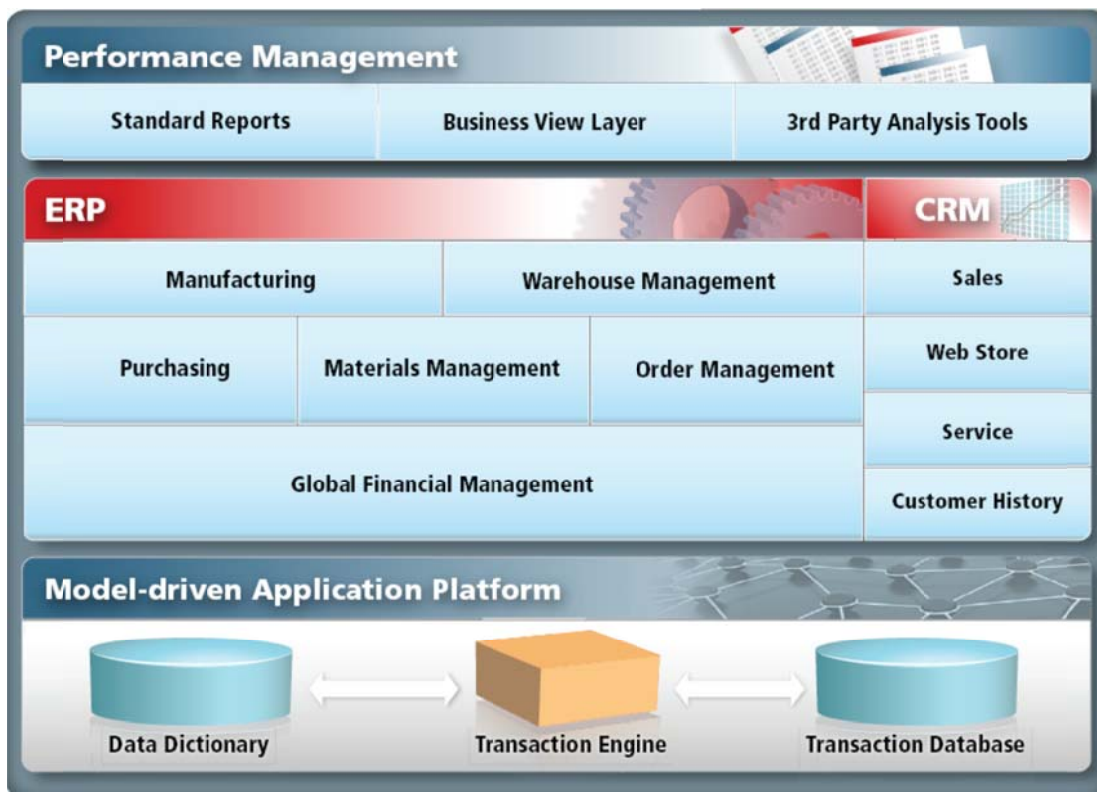 Performance Management
Standard Reports
Business View Layer
3rd Party Analysis Tools
ERP
CRM
Manufacturing
Warehouse Management
Sales
Purchasing
Materials Management
Order Management
Web Store
Service
Global Financial Management
Customer History
Model-driven Application Platform
Data Dictionary
Transaction Engine
Transaction Database